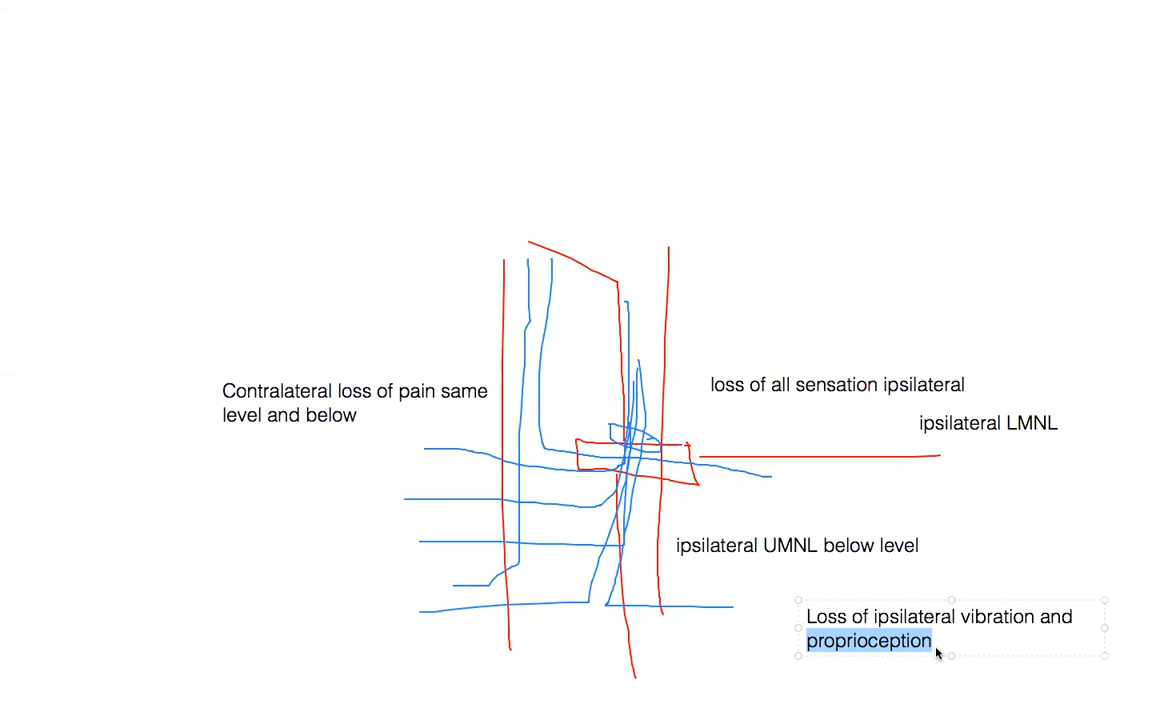 Contralateral loss of pain same
level and below
loss of all sensation ipsilateral
ipsilateral LMNL
ipsilateral UMNL below level
Loss of ipsilateral vibration and
proprioception